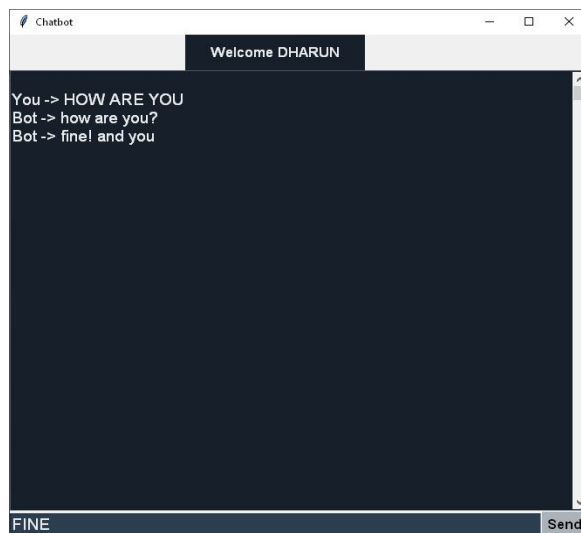 Chatbot
Welcome DHARUN
You -> HOW ARE YOU
Bot -> how are you?
Bot -> fine! and you
FINE
Send